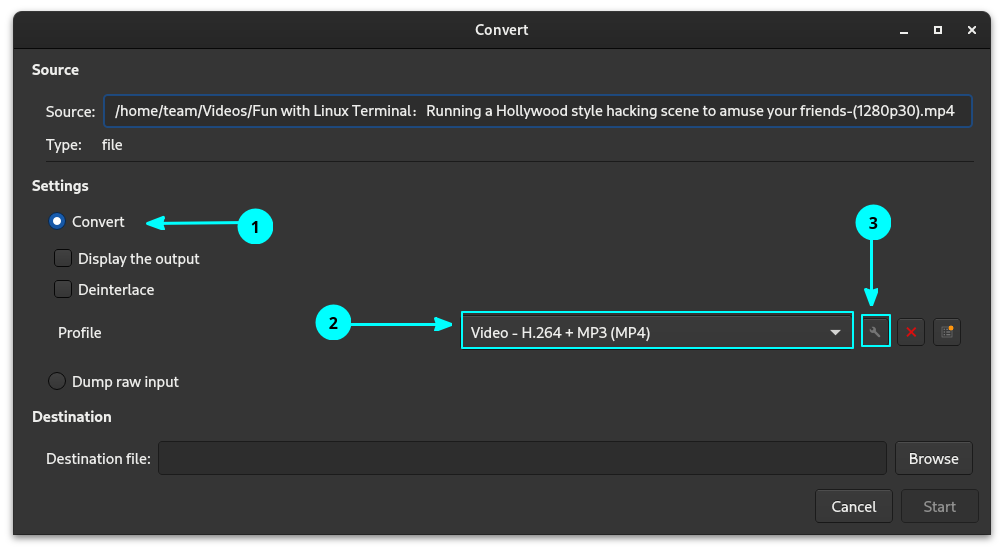 Convert
Source
Source: /home/team/Videos/Fun with Linux Terminal： Running a Hollywood style hacking scene to amuse your friends-(1280p30).mp4
Type: file
Settings
Convert
1
3
Display the output
Deinterlace
Profile
2
Video - H.264 + MP3 (MP4)
Dump raw input
Destination
Destination file:
Browse
Cancel
Start